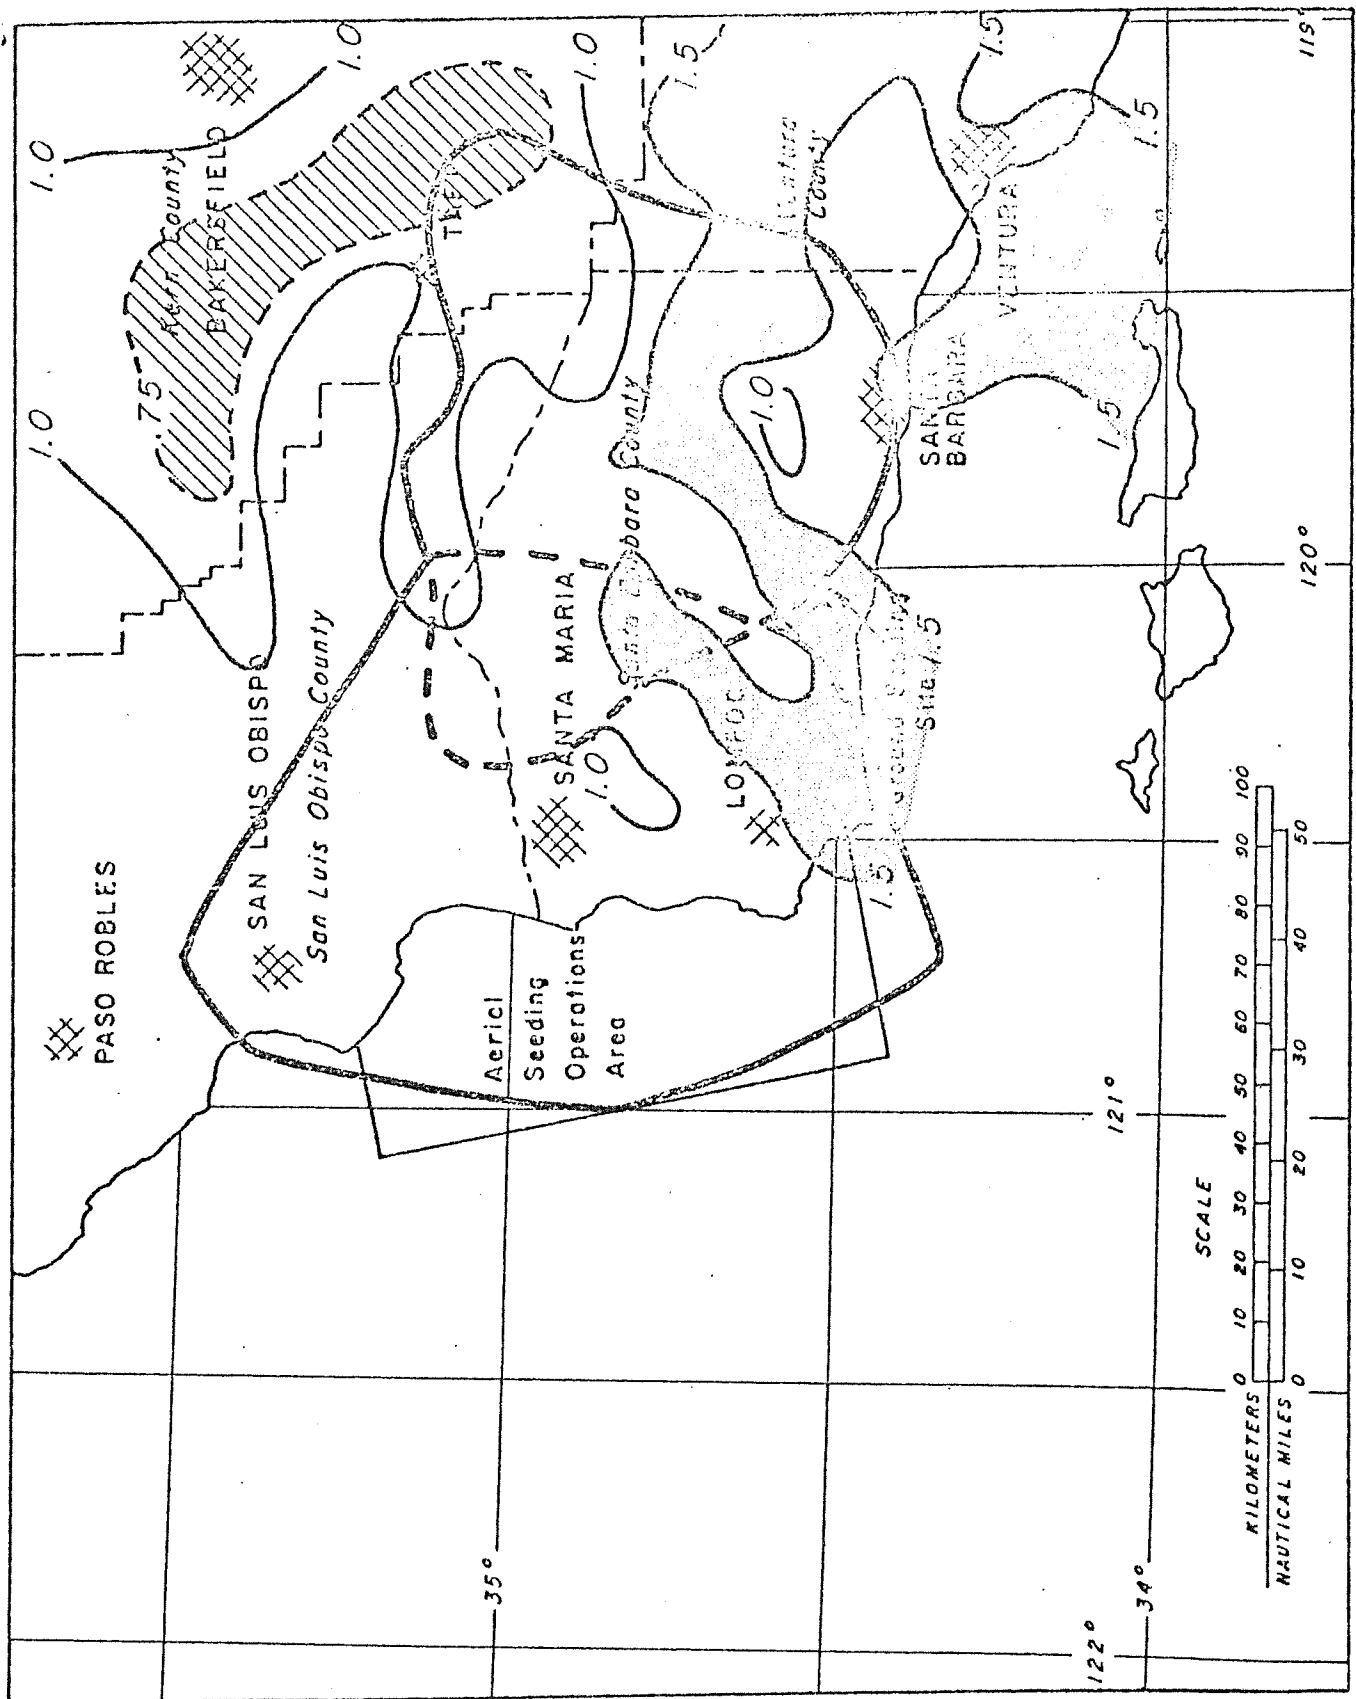 PASO ROBLES
SAN LUIS OBISPO
San Luis Obispo County
Kern County
BAKERSFIELD
1.0
1.0
1.0
1.0
.75
1.5
Aerial
Seeding
Operations
Area
SANTA MARIA
1.0
Santa Barbara County
LOMPOC
1.0
Ventura
County
SANTA
BARBARA
VENTURA
1.5
1.5
1.5
1.5
Site 1.5
35°
34°
122°
121°
120°
119°
SCALE
KILOMETERS
0 10 20 30 40 50 60 70 80 90 100
NAUTICAL MILES
0 10 20 30 40 50